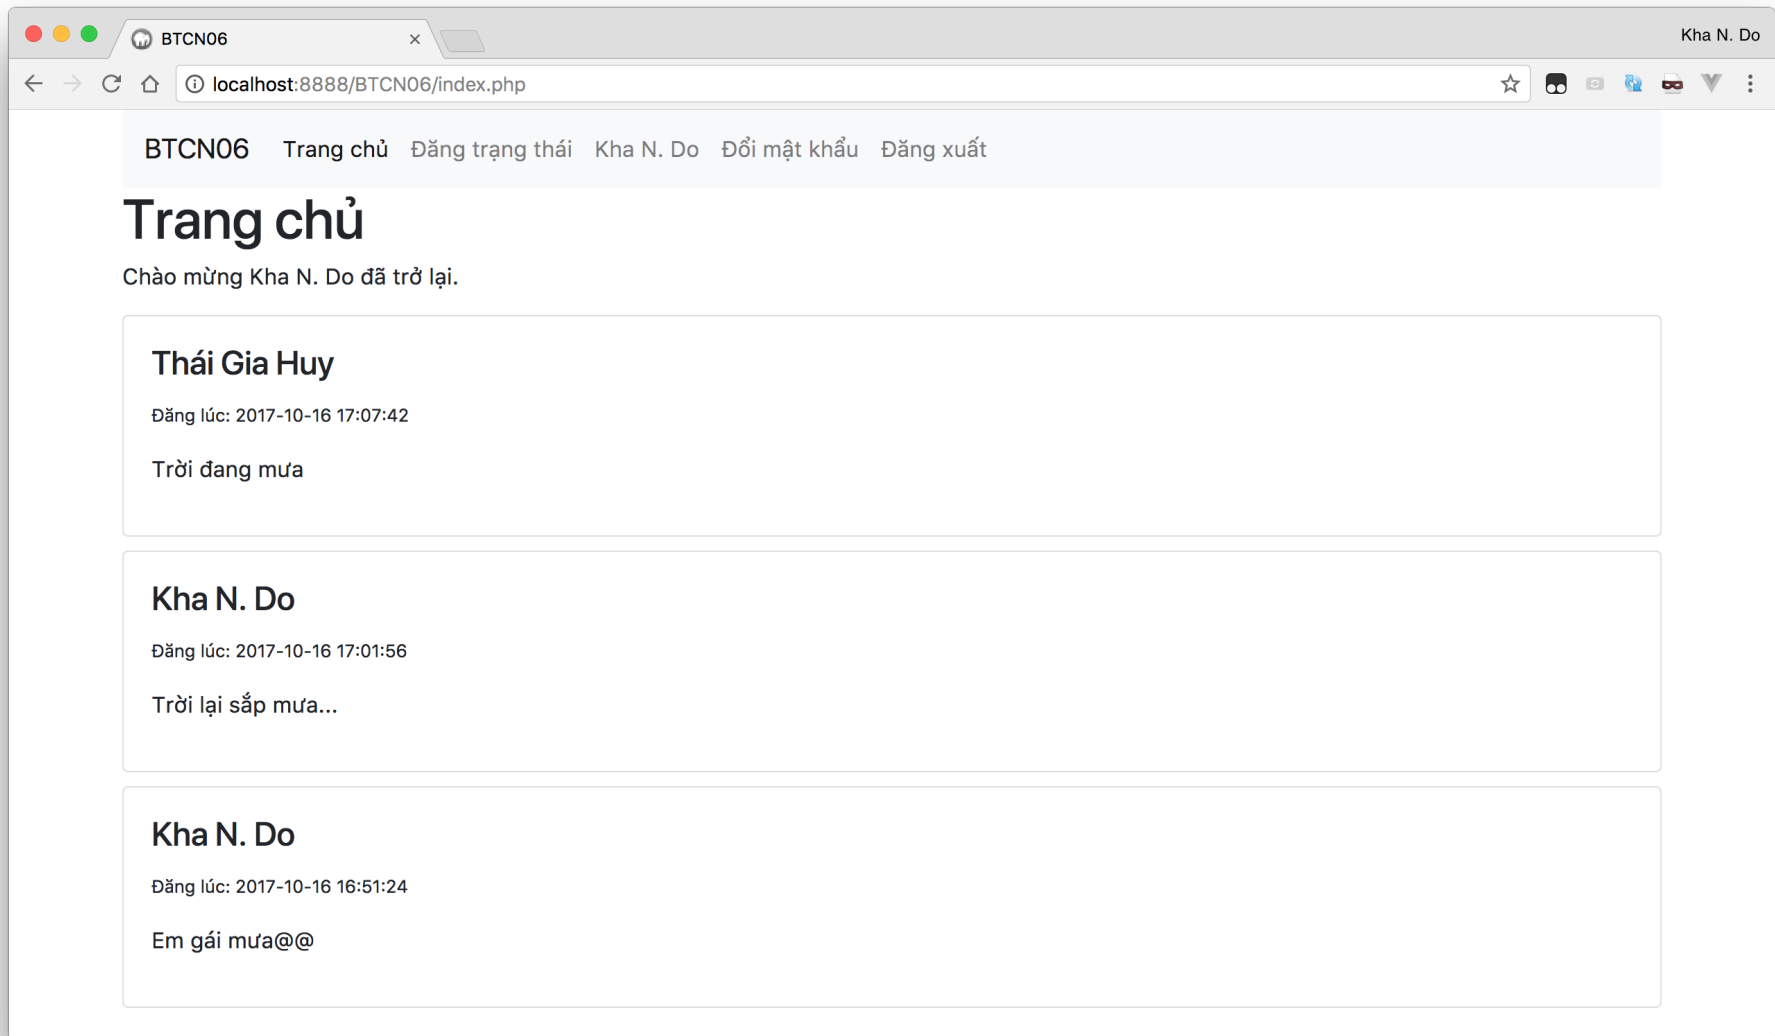 BTCN06
Kha N. Do
localhost:8888/BTCN06/index.php
BTCN06 Trang chủ Đăng trạng thái Kha N. Do Đổi mật khẩu Đăng xuất
Trang chủ
Chào mừng Kha N. Do đã trở lại.
Thái Gia Huy
Đăng lúc: 2017-10-16 17:07:42
Trời đang mưa
Kha N. Do
Đăng lúc: 2017-10-16 17:01:56
Trời lại sắp mưa...
Kha N. Do
Đăng lúc: 2017-10-16 16:51:24
Em gái mưa@@